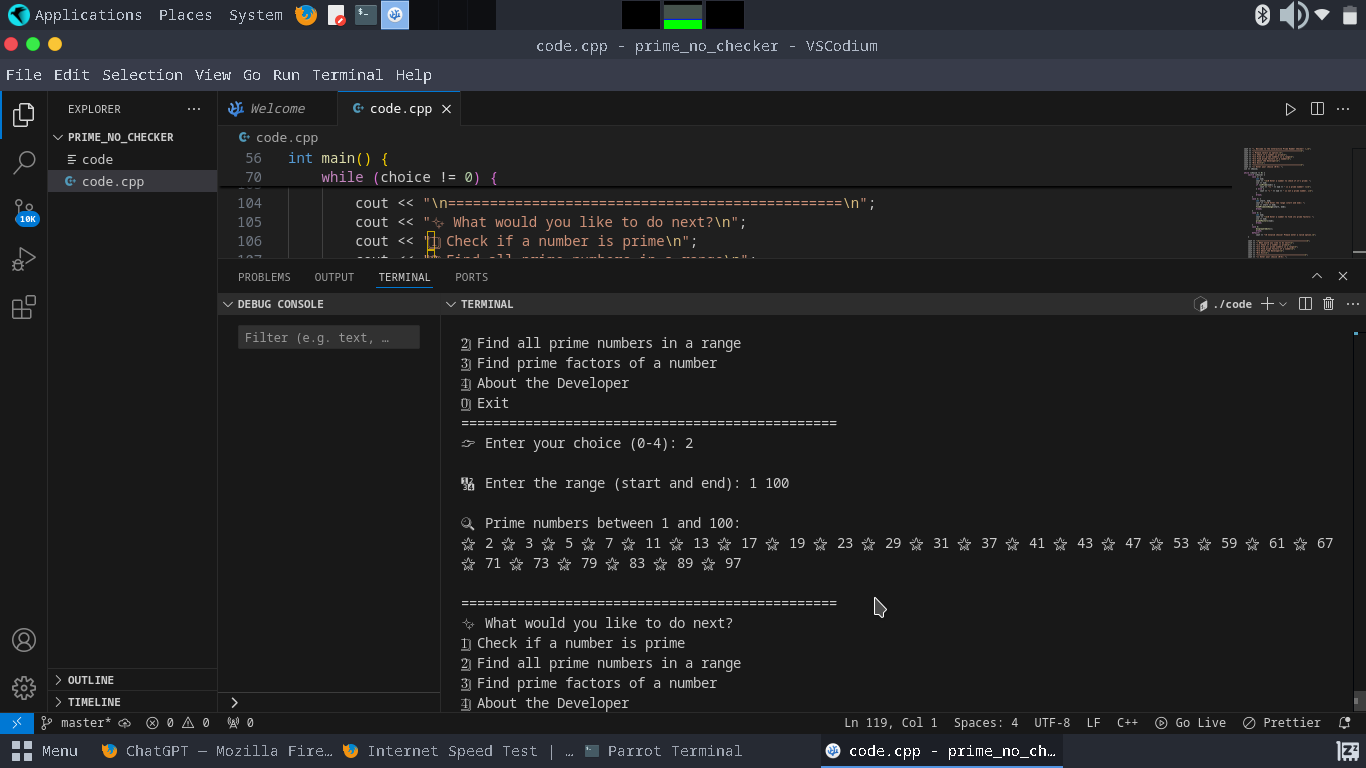 Applications Places System
code.cpp - prime_no_checker - VSCodium
File Edit Selection View Go Run Terminal Help
EXPLORER
PRIME_NO_CHECKER
code
code.cpp
OUTLINE
TIMELINE
10K
Welcome
code.cpp
code.cpp
56 int main() {
70 while (choice != 0) {
104 cout << "\n===============================================\n";
105 cout << "✨ What would you like to do next?\n";
106 cout << "1️⃣ Check if a number is prime\n";
PROBLEMS OUTPUT TERMINAL PORTS
DEBUG CONSOLE
Filter (e.g. text, …
TERMINAL
./code
2️⃣ Find all prime numbers in a range
3️⃣ Find prime factors of a number
4️⃣ About the Developer
0️⃣ Exit
===============================================
👉 Enter your choice (0-4): 2
🔢 Enter the range (start and end): 1 100
🔍 Prime numbers between 1 and 100:
⭐ 2 ⭐ 3 ⭐ 5 ⭐ 7 ⭐ 11 ⭐ 13 ⭐ 17 ⭐ 19 ⭐ 23 ⭐ 29 ⭐ 31 ⭐ 37 ⭐ 41 ⭐ 43 ⭐ 47 ⭐ 53 ⭐ 59 ⭐ 61 ⭐ 67
⭐ 71 ⭐ 73 ⭐ 79 ⭐ 83 ⭐ 89 ⭐ 97
===============================================
✨ What would you like to do next?
1️⃣ Check if a number is prime
2️⃣ Find all prime numbers in a range
3️⃣ Find prime factors of a number
4️⃣ About the Developer
master* 0 0 0 Ln 119, Col 1 Spaces: 4 UTF-8 LF C++ Go Live Prettier
Menu ChatGPT — Mozilla Fire… Internet Speed Test | … Parrot Terminal code.cpp - prime_no_ch…